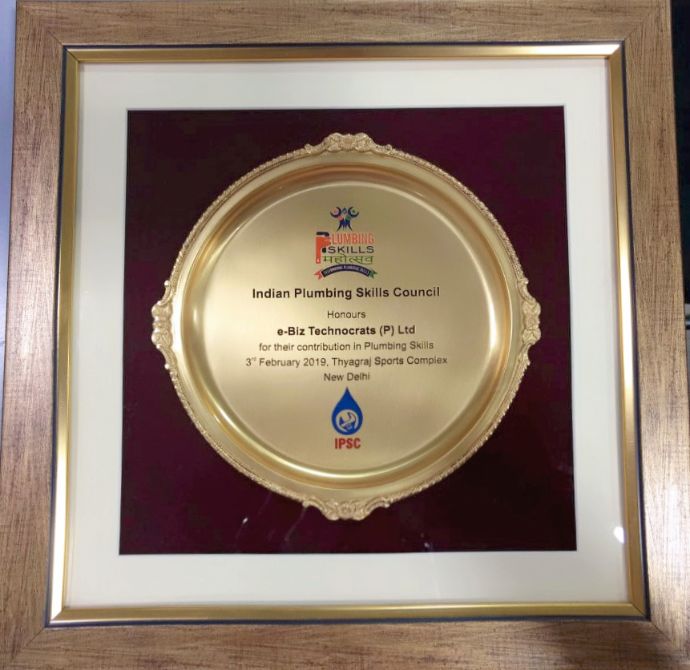 PLUMBING
SKILLS
महोत्सव
Indian Plumbing Skills Council
Honours
e-Biz Technocrats (P) Ltd
for their contribution in Plumbing Skills
3rd February 2019, Thyagraj Sports Complex
New Delhi
IPSC